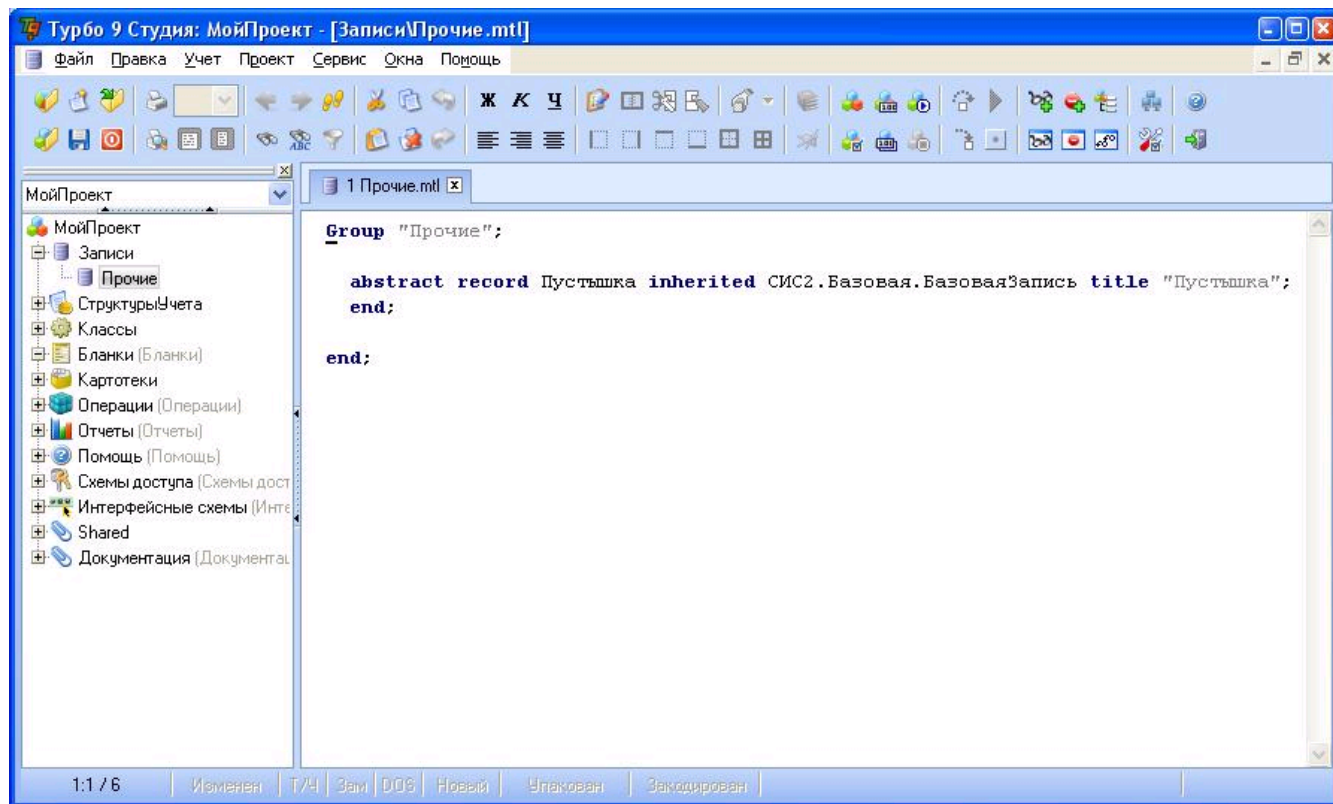 Турбо 9 Студия: МойПроект - [Записи\Прочие.mtl]
Файл Правка Учет Проект Сервис Окна Помощь
Ж К Ч
МойПроект
1 Прочие.mtl
МойПроект
Записи
Прочие
СтруктурыУчета
Классы
Бланки (Бланки)
Картотеки
Операции (Операции)
Отчеты (Отчеты)
Помощь (Помощь)
Схемы доступа (Схемы дост
Интерфейсные схемы (Инте
Shared
Документация (Документац
Group "Прочие";
abstract record Пустышка inherited СИС2.Базовая.БазоваяЗапись title "Пустышка";
end;
end;
1:1 / 6 Изменен Т/Ч Зам DOS Новый Упакован Закодирован